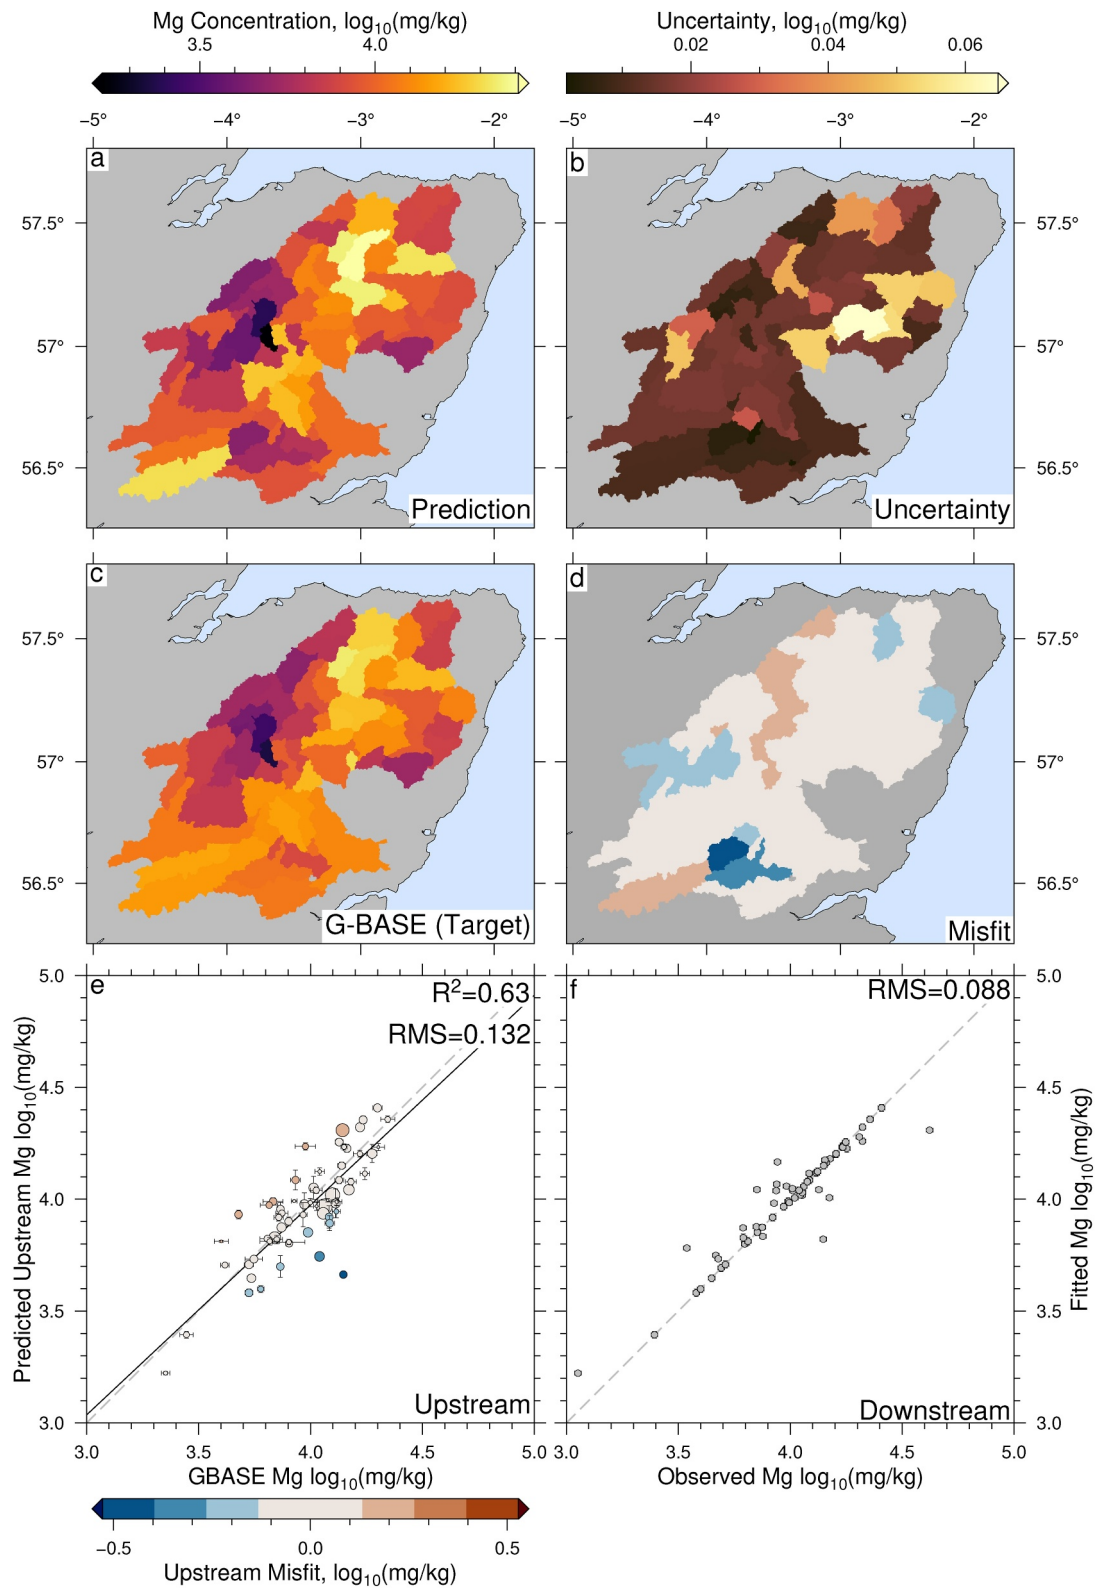 Mg Concentration, log10(mg/kg)
3.5 4.0
Uncertainty, log10(mg/kg)
0.02 0.04 0.06
−5° −4° −3° −2°
−5° −4° −3° −2°
a
57.5°
57°
56.5°
Prediction
b
57.5°
57°
56.5°
Uncertainty
c
57.5°
57°
56.5°
G-BASE (Target)
d
57.5°
57°
56.5°
Misfit
e
R2=0.63
RMS=0.132
5.0
4.5
4.0
3.5
3.0
Predicted Upstream Mg log10(mg/kg)
Upstream
3.0 3.5 4.0 4.5 5.0
GBASE Mg log10(mg/kg)
f
RMS=0.088
5.0
4.5
4.0
3.5
3.0
Fitted Mg log10(mg/kg)
Downstream
3.0 3.5 4.0 4.5 5.0
Observed Mg log10(mg/kg)
−0.5 0.0 0.5
Upstream Misfit, log10(mg/kg)